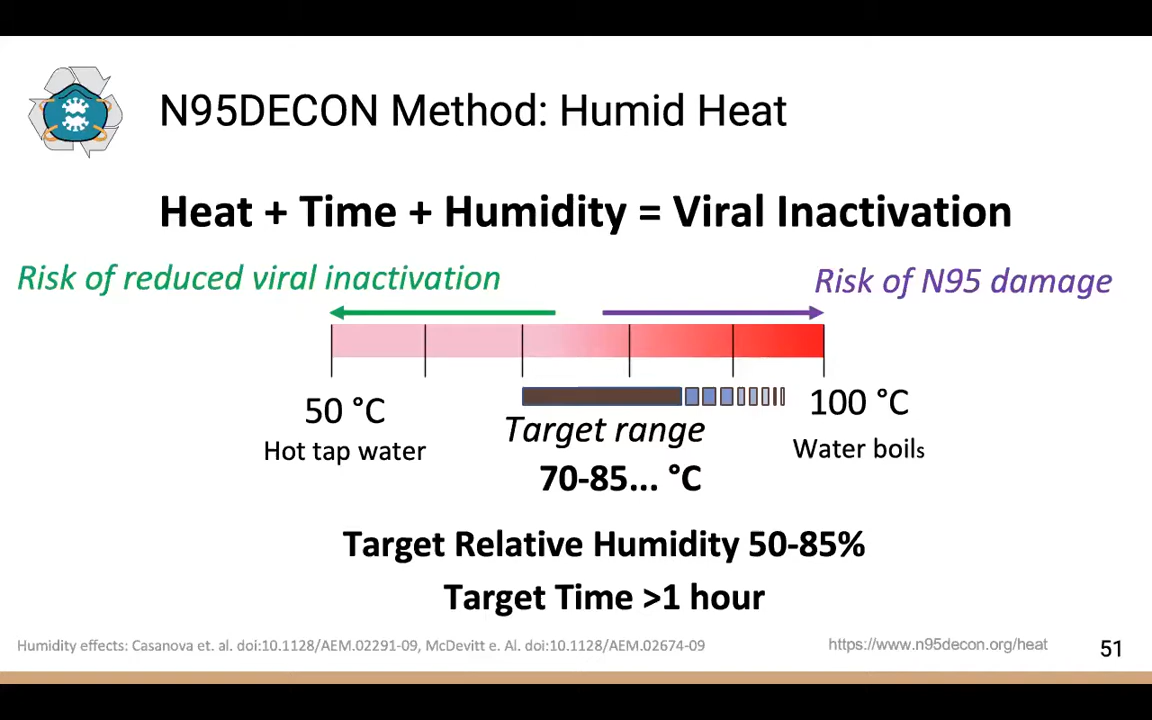 N95DECON Method: Humid Heat
Heat + Time + Humidity = Viral Inactivation
Risk of reduced viral inactivation
Risk of N95 damage
50 °C
Hot tap water
100 °C
Water boils
Target range
70-85... °C
Target Relative Humidity 50-85%
Target Time >1 hour
Humidity effects: Casanova et. al. doi:10.1128/AEM.02291-09, McDevitt e. Al. doi:10.1128/AEM.02674-09
https://www.n95decon.org/heat
51